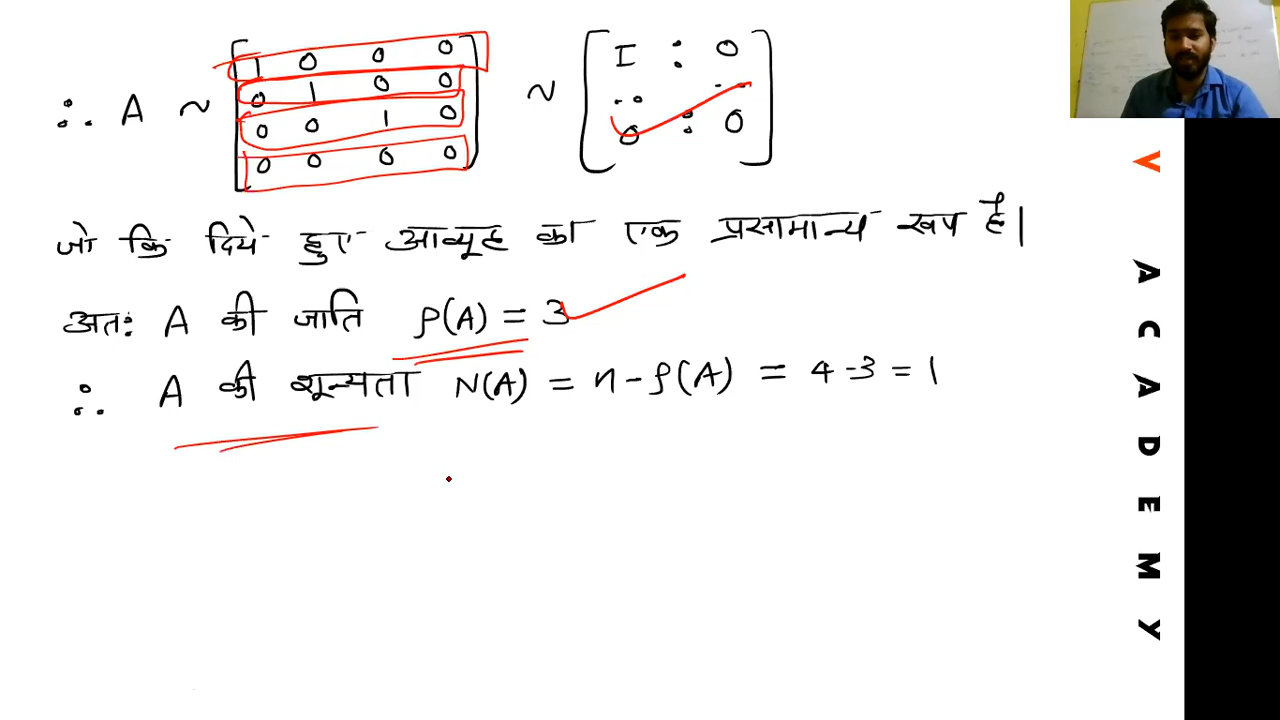 ∴ A ~ [1 0 0 0
0 1 0 0
0 0 1 0
0 0 0 0] ~ [I : 0
.. ..
0 : 0]
जो कि दिये हुए आव्यूह का एक प्रसामान्य रूप है।
अतः A की जाति ρ(A) = 3
∴ A की शून्यता N(A) = n - ρ(A) = 4 - 3 = 1
V ACADEMY